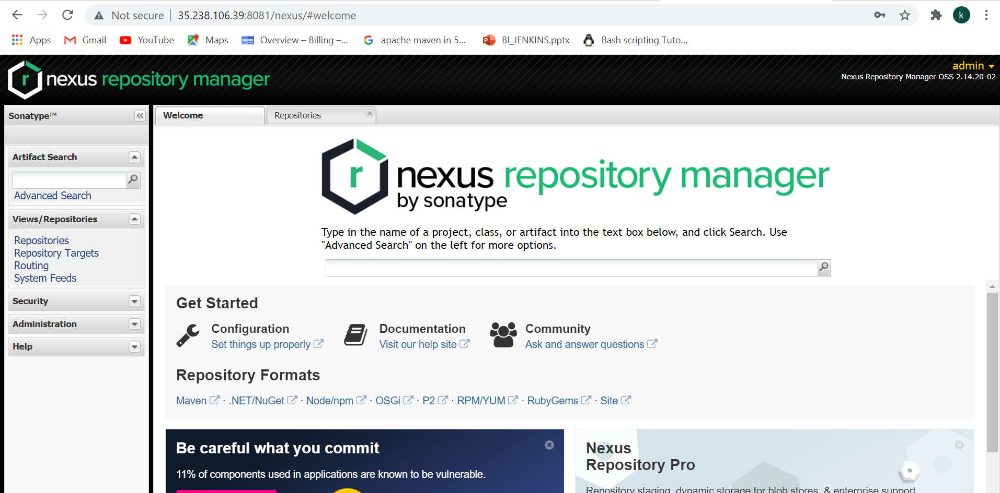 Not secure | 35.238.106.39:8081/nexus/#welcome
k
Apps Gmail YouTube Maps Overview – Billing –... apache maven in 5... BI_JENKINS.pptx Bash scripting Tuto...
r nexus repository manager
admin
Nexus Repository Manager OSS 2.14.20-02
Sonatype™
Welcome Repositories
Artifact Search
Advanced Search
Views/Repositories
Repositories
Repository Targets
Routing
System Feeds
Security
Administration
Help
r nexus repository manager
by sonatype
Type in the name of a project, class, or artifact into the text box below, and click Search. Use
"Advanced Search" on the left for more options.
Get Started
Configuration
Set things up properly
Documentation
Visit our help site
Community
Ask and answer questions
Repository Formats
Maven · .NET/NuGet · Node/npm · OSGi · P2 · RPM/YUM · RubyGems · Site
Be careful what you commit
11% of components used in applications are known to be vulnerable.
Nexus
Repository Pro
Repository staging, dynamic storage for blob stores, & enterprise support